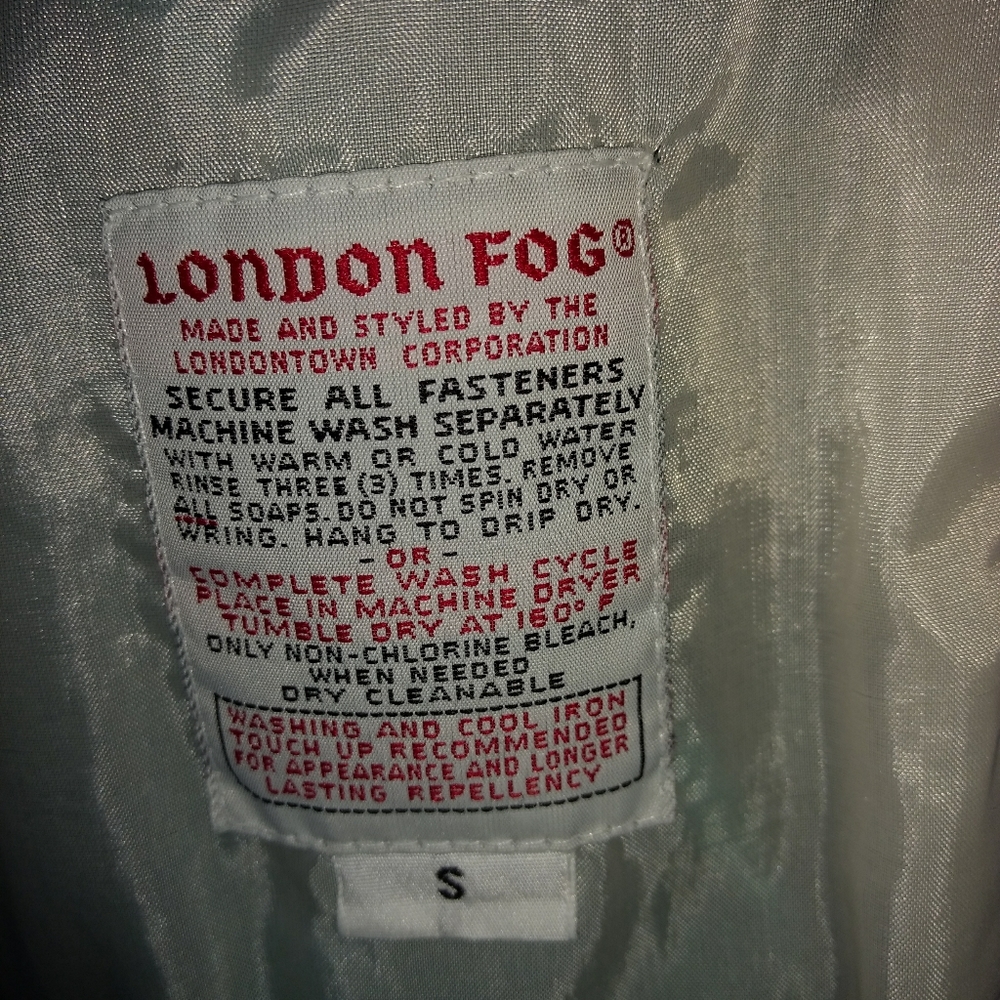 LONDON FOG®
MADE AND STYLED BY THE
LONDONTOWN CORPORATION
SECURE ALL FASTENERS
MACHINE WASH SEPARATELY
WITH WARM OR COLD WATER
RINSE THREE (3) TIMES. REMOVE
ALL SOAPS. DO NOT SPIN DRY OR
WRING. HANG TO DRIP DRY.
- OR -
COMPLETE WASH CYCLE
PLACE IN MACHINE DRYER
TUMBLE DRY AT 160° F
ONLY NON-CHLORINE BLEACH,
WHEN NEEDED
DRY CLEANABLE
WASHING AND COOL IRON
TOUCH UP RECOMMENDED
FOR APPEARANCE AND LONGER
LASTING REPELLENCY
S